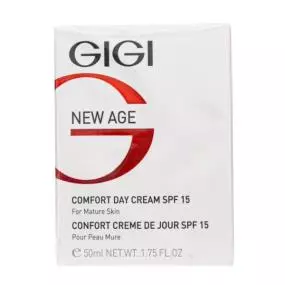 GIGI
NEW AGE
COMFORT DAY CREAM SPF 15
For Mature Skin
CONFORT CREME DE JOUR SPF 15
Pour Peau Mure
℮ 50ml NET.WT. 1.75 FL.OZ